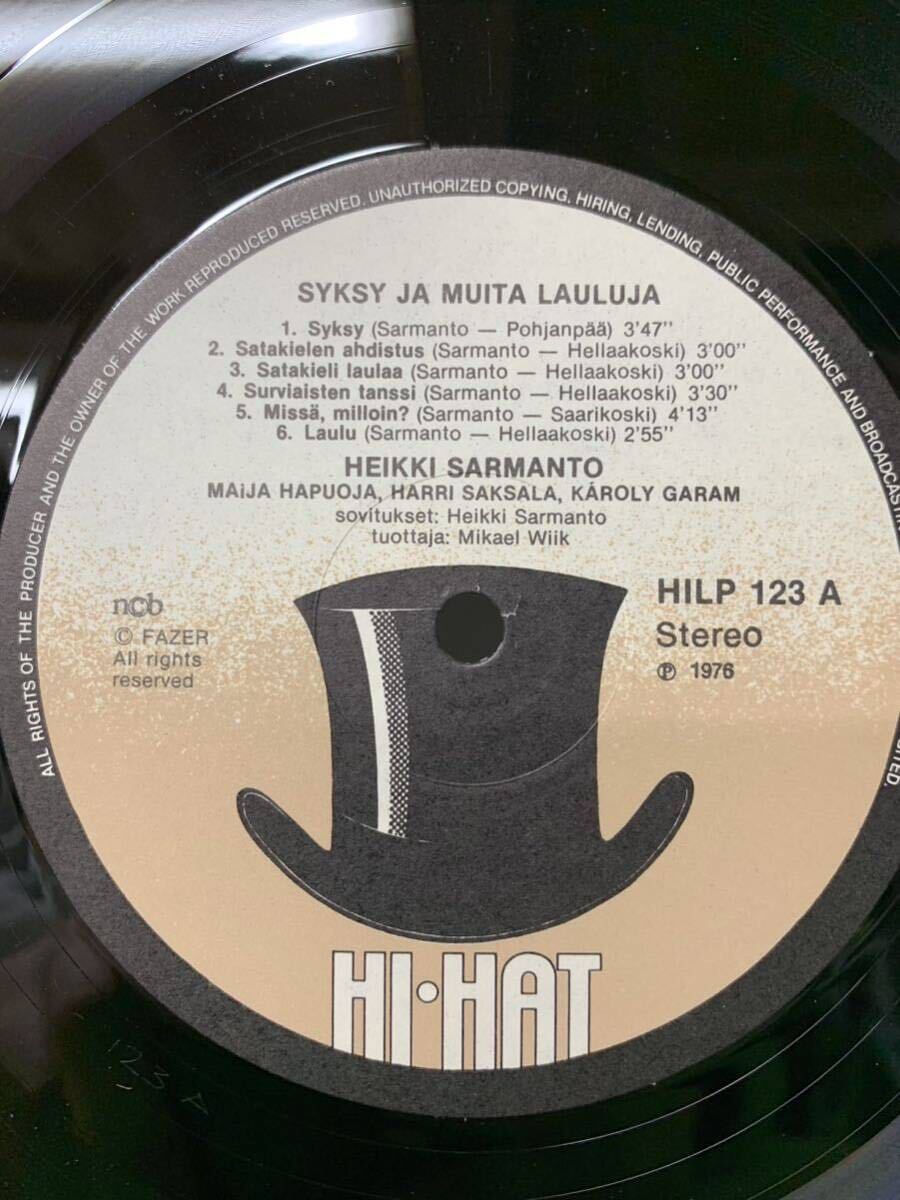 ALL RIGHTS OF THE PRODUCER AND THE OWNER OF THE WORK REPRODUCED RESERVED. UNAUTHORIZED COPYING, HIRING, LENDING, PUBLIC PERFORMANCE AND BROADCASTIN
SITED.
SYKSY JA MUITA LAULUJA
1. Syksy (Sarmanto — Pohjanpää) 3'47"
2. Satakielen ahdistus (Sarmanto — Hellaakoski) 3'00"
3. Satakieli laulaa (Sarmanto — Hellaakoski) 3'00"
4. Surviaisten tanssi (Sarmanto — Hellaakoski) 3'30"
5. Missä, milloin? (Sarmanto — Saarikoski) 4'13"
6. Laulu (Sarmanto — Hellaakoski) 2'55"
HEIKKI SARMANTO
MAiJA HAPUOJA, HARRI SAKSALA, KÁROLY GARAM
sovitukset: Heikki Sarmanto
tuottaja: Mikael Wiik
ncb
© FAZER
All rights
reserved
HILP 123 A
Stereo
℗ 1976
HI•HAT